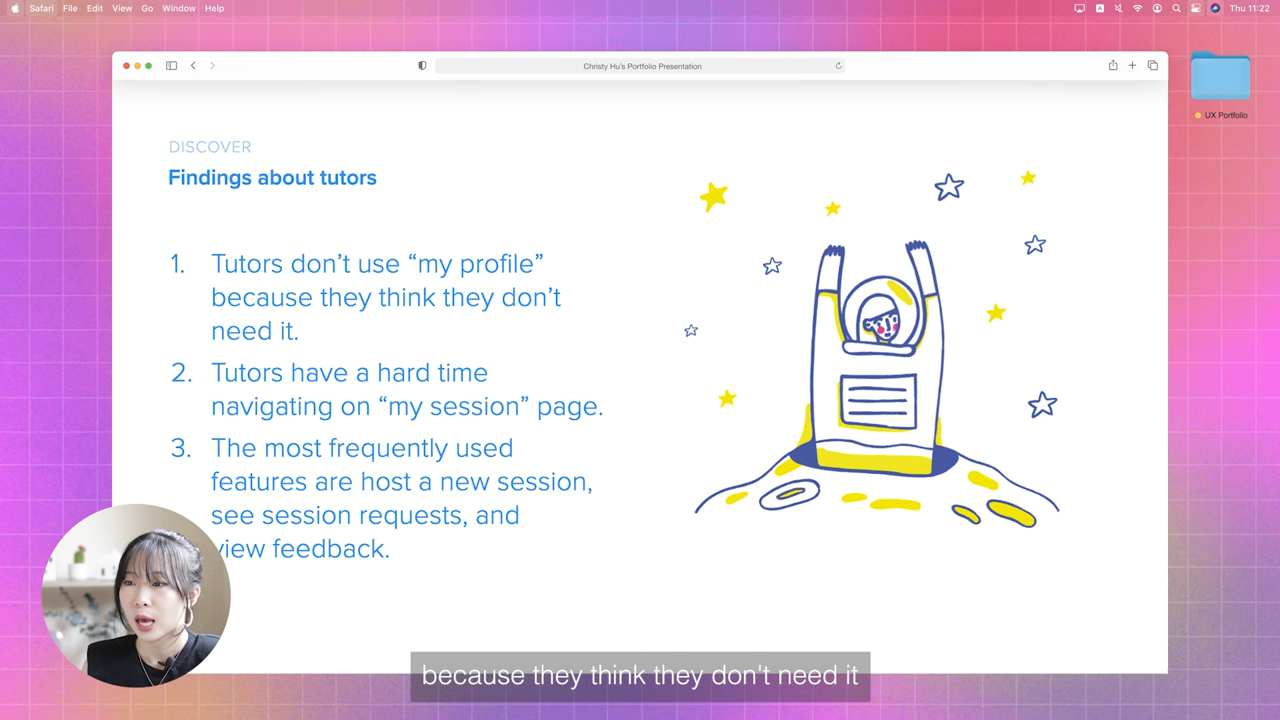 Safari File Edit View Go Window Help
A
Thu 11:22
Christy Hu's Portfolio Presentation
UX Portfolio
DISCOVER
Findings about tutors
1. Tutors don’t use “my profile”
because they think they don’t
need it.
2. Tutors have a hard time
navigating on “my session” page.
3. The most frequently used
features are host a new session,
see session requests, and
view feedback.
because they think they don't need it